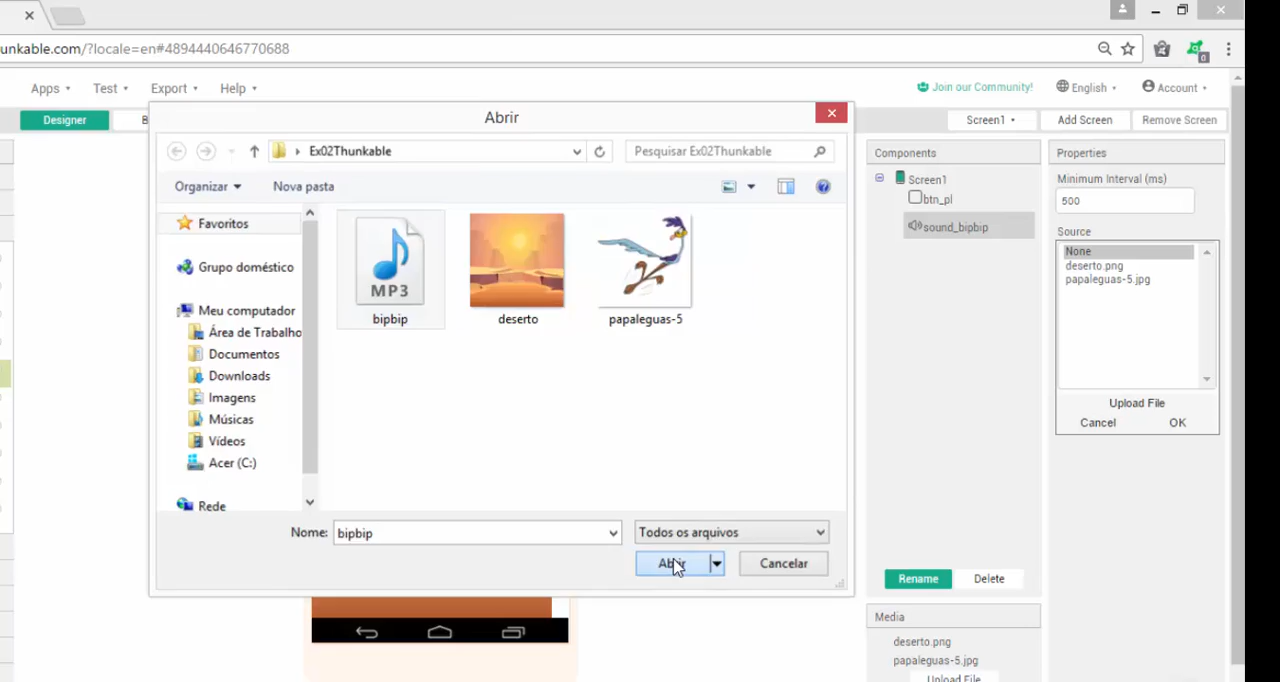 unkable.com/?locale=en#4894440646770688
0
Apps Test Export Help
Join our Community! English Account
Designer B
Screen1 Add Screen Remove Screen
Abrir
Ex02Thunkable
Pesquisar Ex02Thunkable
Organizar Nova pasta
Favoritos
Grupo doméstico
Meu computador
Área de Trabalho
Documentos
Downloads
Imagens
Músicas
Vídeos
Acer (C:)
Rede
MP3
bipbip deserto papaleguas-5
Nome: bipbip
Todos os arquivos
Abrir Cancelar
Components
Screen1
btn_pl
sound_bipbip
Rename Delete
Media
deserto.png
papaleguas-5.jpg
Upload File
Properties
Minimum Interval (ms)
500
Source
None
deserto.png
papaleguas-5.jpg
Upload File
Cancel OK